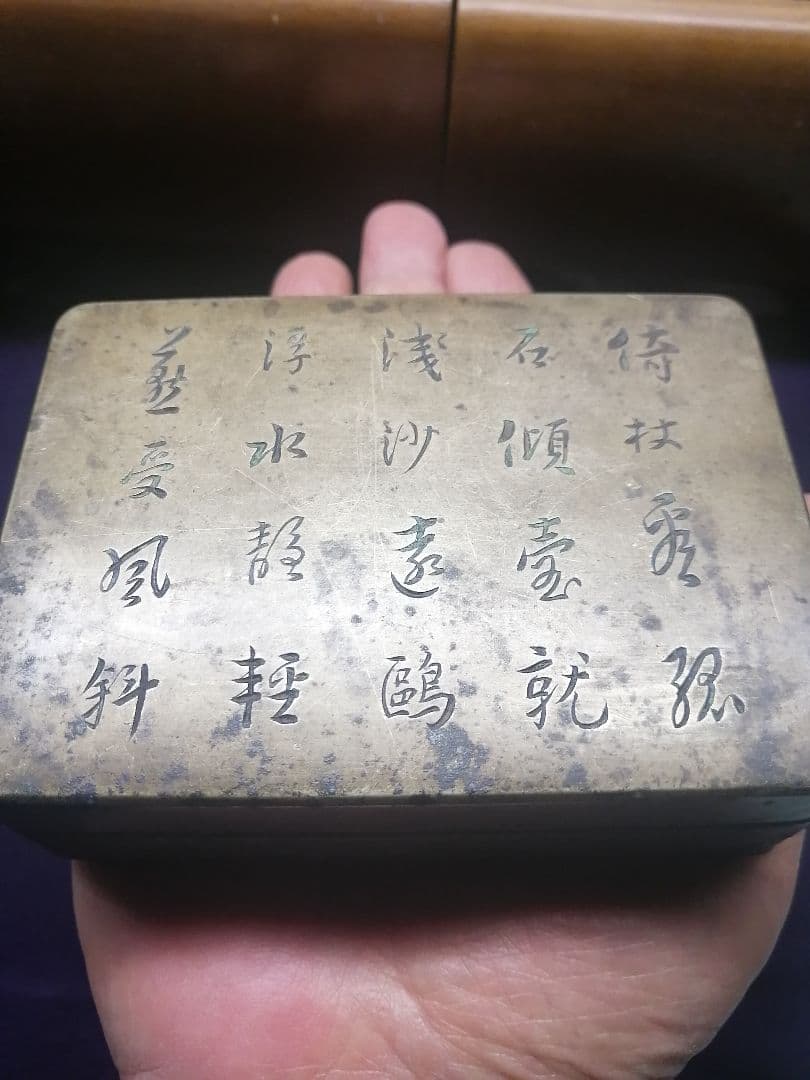 倚杖看孤
石傾壺就
淺沙遠鷗
浮水靜輕
燕受風斜